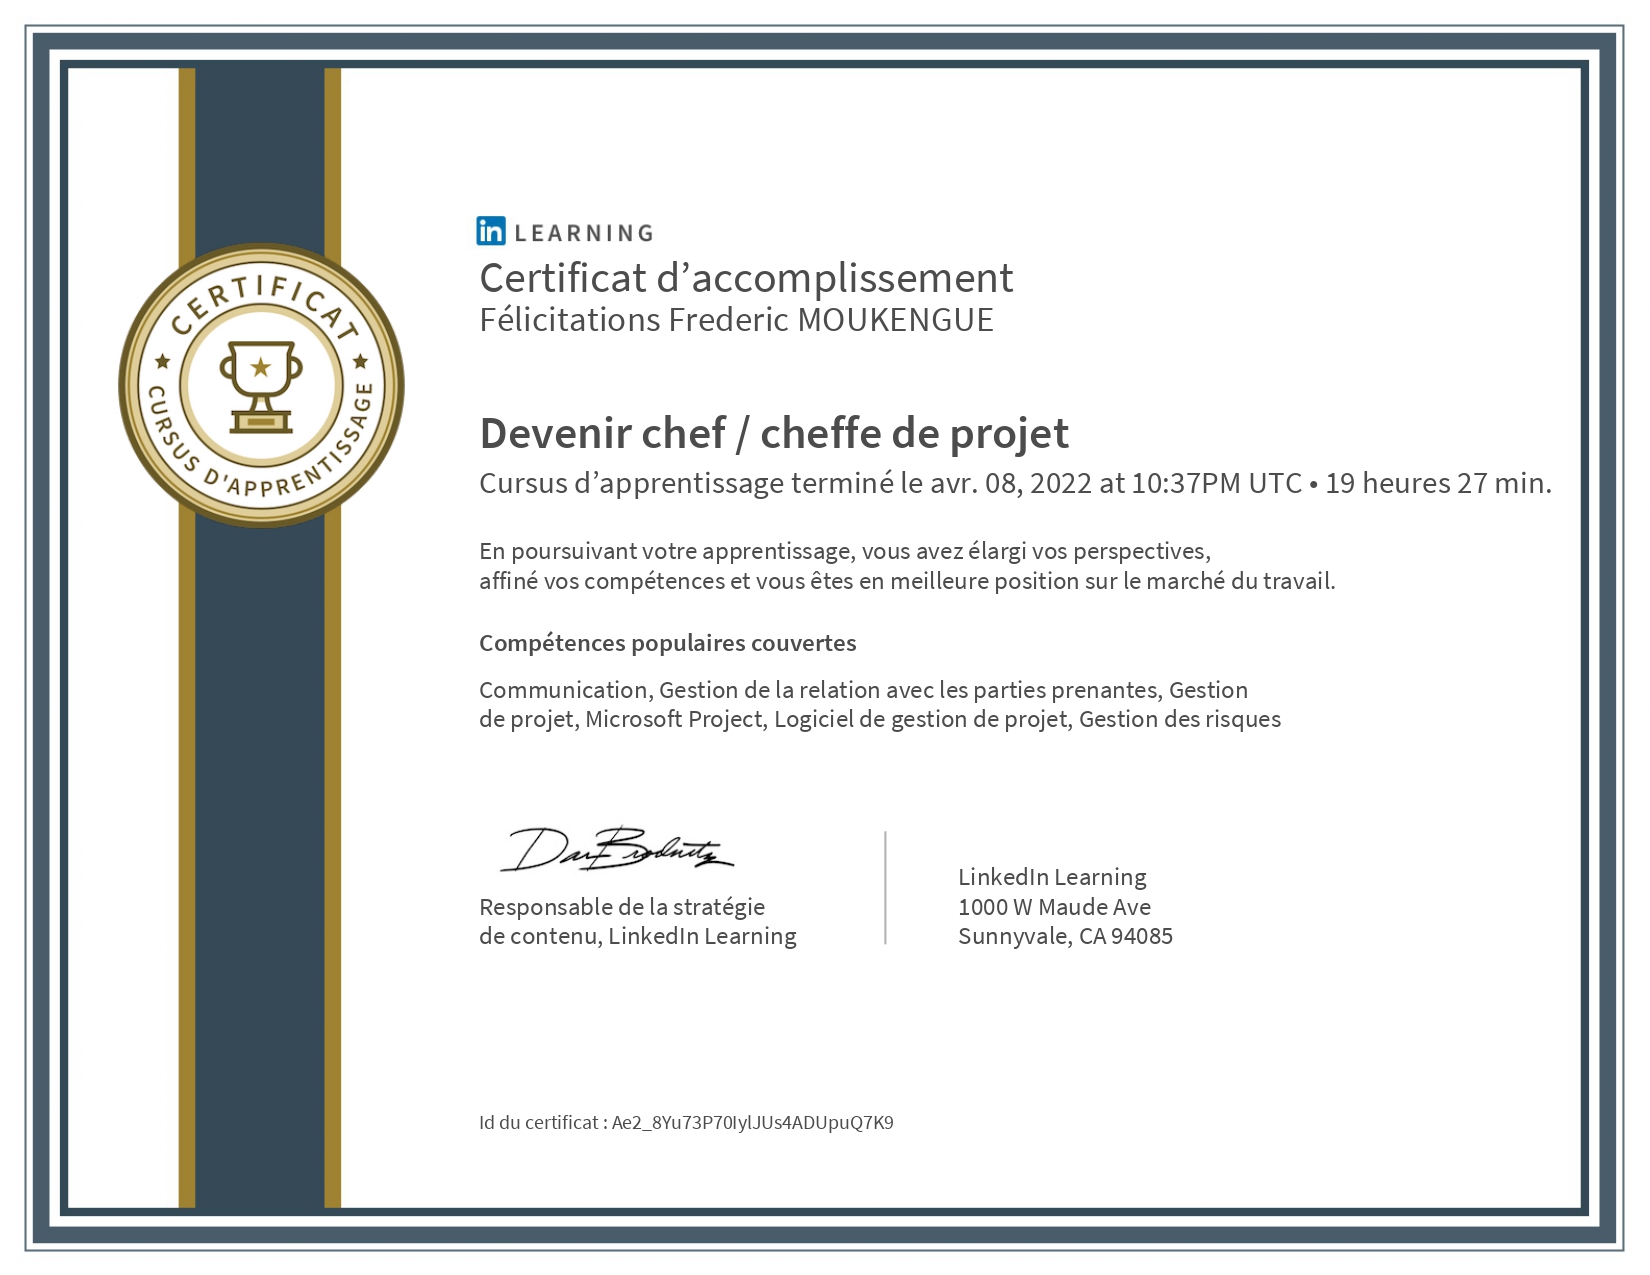 CERTIFICAT
CURSUS D'APPRENTISSAGE
in LEARNING
Certificat d’accomplissement
Félicitations Frederic MOUKENGUE
Devenir chef / cheffe de projet
Cursus d’apprentissage terminé le avr. 08, 2022 at 10:37PM UTC • 19 heures 27 min.
En poursuivant votre apprentissage, vous avez élargi vos perspectives,
affiné vos compétences et vous êtes en meilleure position sur le marché du travail.
Compétences populaires couvertes
Communication, Gestion de la relation avec les parties prenantes, Gestion
de projet, Microsoft Project, Logiciel de gestion de projet, Gestion des risques
Dan Brodnitz
Responsable de la stratégie
de contenu, LinkedIn Learning
LinkedIn Learning
1000 W Maude Ave
Sunnyvale, CA 94085
Id du certificat : Ae2_8Yu73P70IylJUs4ADUpuQ7K9